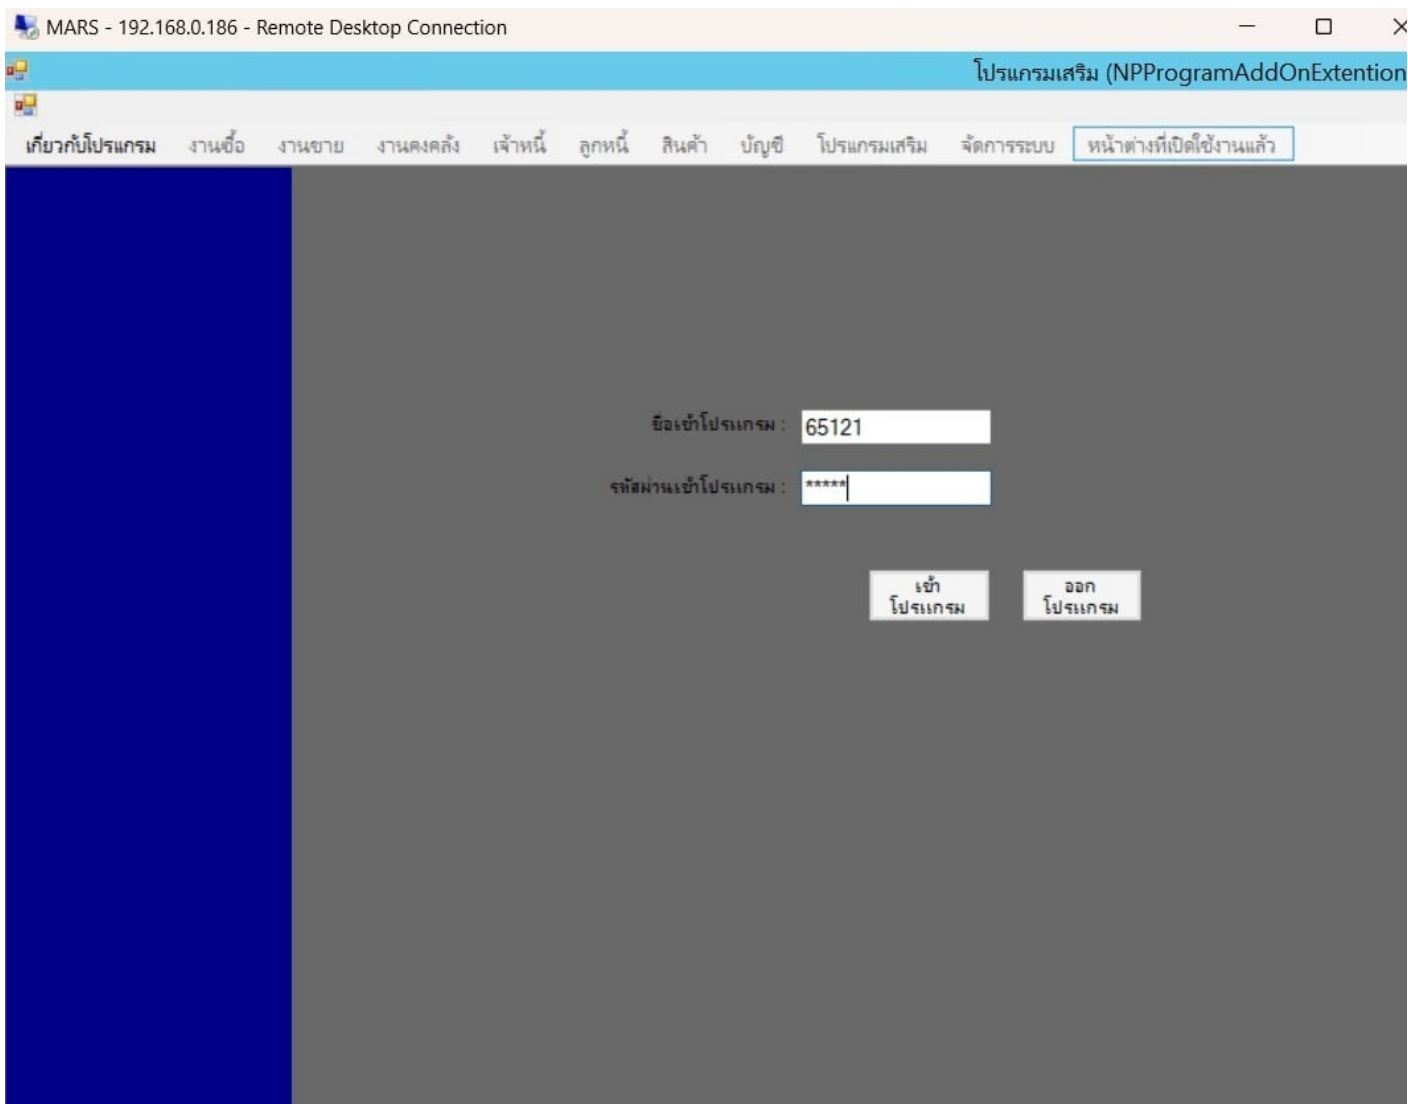 MARS - 192.168.0.186 - Remote Desktop Connection
โปรแกรมเสริม (NPProgramAddOnExtention
เกี่ยวกับโปรแกรม งานซื้อ งานขาย งานคงคลัง เจ้าหนี้ ลูกหนี้ สินค้า บัญชี โปรแกรมเสริม จัดการระบบ หน้าต่างที่เปิดใช้งานแล้ว
ชื่อเข้าโปรแกรม : 65121
รหัสผ่านเข้าโปรแกรม : *****
เข้า
โปรแกรม
ออก
โปรแกรม